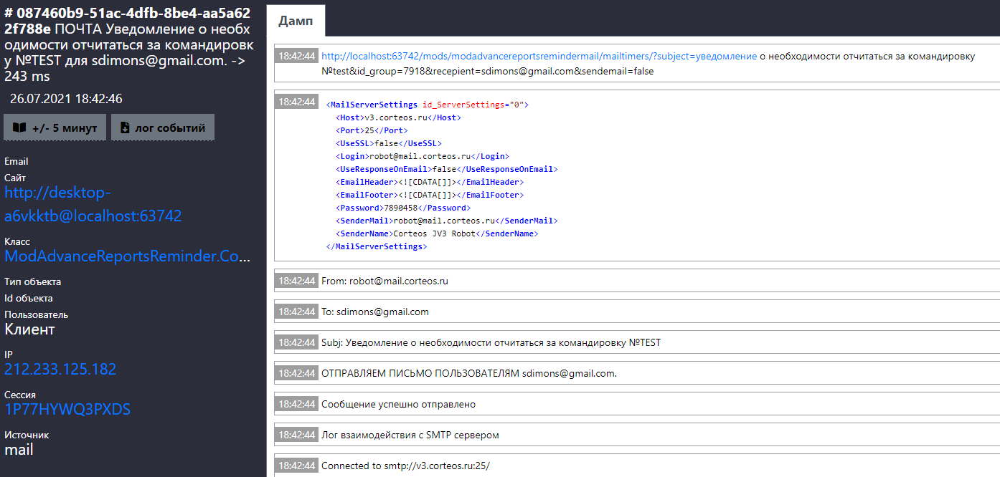 # 087460b9-51ac-4dfb-8be4-aa5a62
2f788e ПОЧТА Уведомление о необх
одимости отчитаться за командировк
у №TEST для sdimons@gmail.com. ->
243 ms
26.07.2021 18:42:46
+/- 5 минут
лог событий
Email
Сайт
http://desktop-
a6vkktb@localhost:63742
Класс
ModAdvanceReportsReminder.Co...
Тип объекта
Id объекта
Пользователь
Клиент
IP
212.233.125.182
Сессия
1P77HYWQ3PXDS
Источник
mail
Дамп
18:42:44 http://localhost:63742/mods/modadvancereportsremindermail/mailtimers/?subject=уведомление о необходимости отчитаться за командировку
№test&id_group=7918&recepient=sdimons@gmail.com&sendemail=false
18:42:44 <MailServerSettings id_ServerSettings="0">
<Host>v3.corteos.ru</Host>
<Port>25</Port>
<UseSSL>false</UseSSL>
<Login>robot@mail.corteos.ru</Login>
<UseResponseOnEmail>false</UseResponseOnEmail>
<EmailHeader><![CDATA[]]></EmailHeader>
<EmailFooter><![CDATA[]]></EmailFooter>
<Password>7890458</Password>
<SenderMail>robot@mail.corteos.ru</SenderMail>
<SenderName>Corteos JV3 Robot</SenderName>
</MailServerSettings>
18:42:44 From: robot@mail.corteos.ru
18:42:44 To: sdimons@gmail.com
18:42:44 Subj: Уведомление о необходимости отчитаться за командировку №TEST
18:42:44 ОТПРАВЛЯЕМ ПИСЬМО ПОЛЬЗОВАТЕЛЯМ sdimons@gmail.com.
18:42:44 Сообщение успешно отправлено
18:42:44 Лог взаимодействия с SMTP сервером
18:42:44 Connected to smtp://v3.corteos.ru:25/